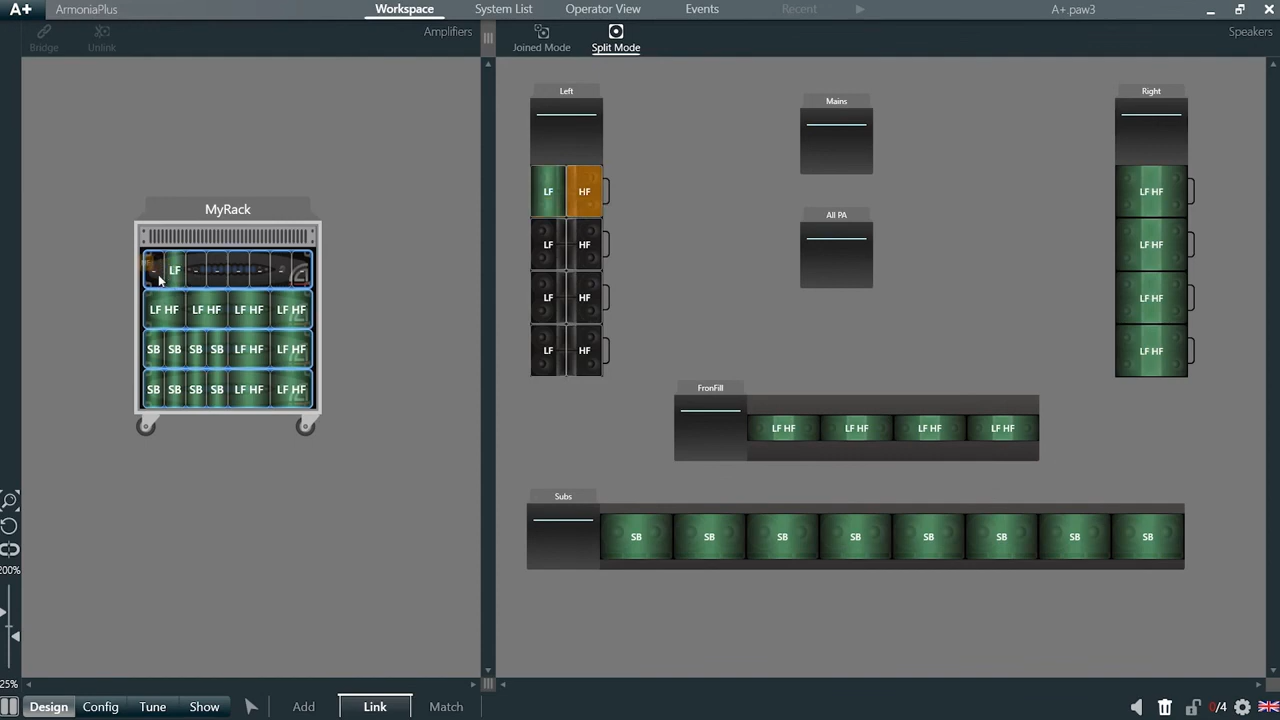 A+ ArmoniaPlus Workspace System List Operator View Events Recent A+.paw3
Bridge Unlink Amplifiers Joined Mode Split Mode Speakers
Left Mains Right
LF HF LF HF
LF HF LF HF
LF HF LF HF
LF HF LF HF
All PA
MyRack
- LF - - - - -
LF HF LF HF LF HF LF HF
SB SB SB SB LF HF LF HF
SB SB SB SB LF HF LF HF
FronFill
LF HF LF HF LF HF LF HF
Subs
SB SB SB SB SB SB SB SB
200%
25%
Design Config Tune Show Add Link Match 0/4